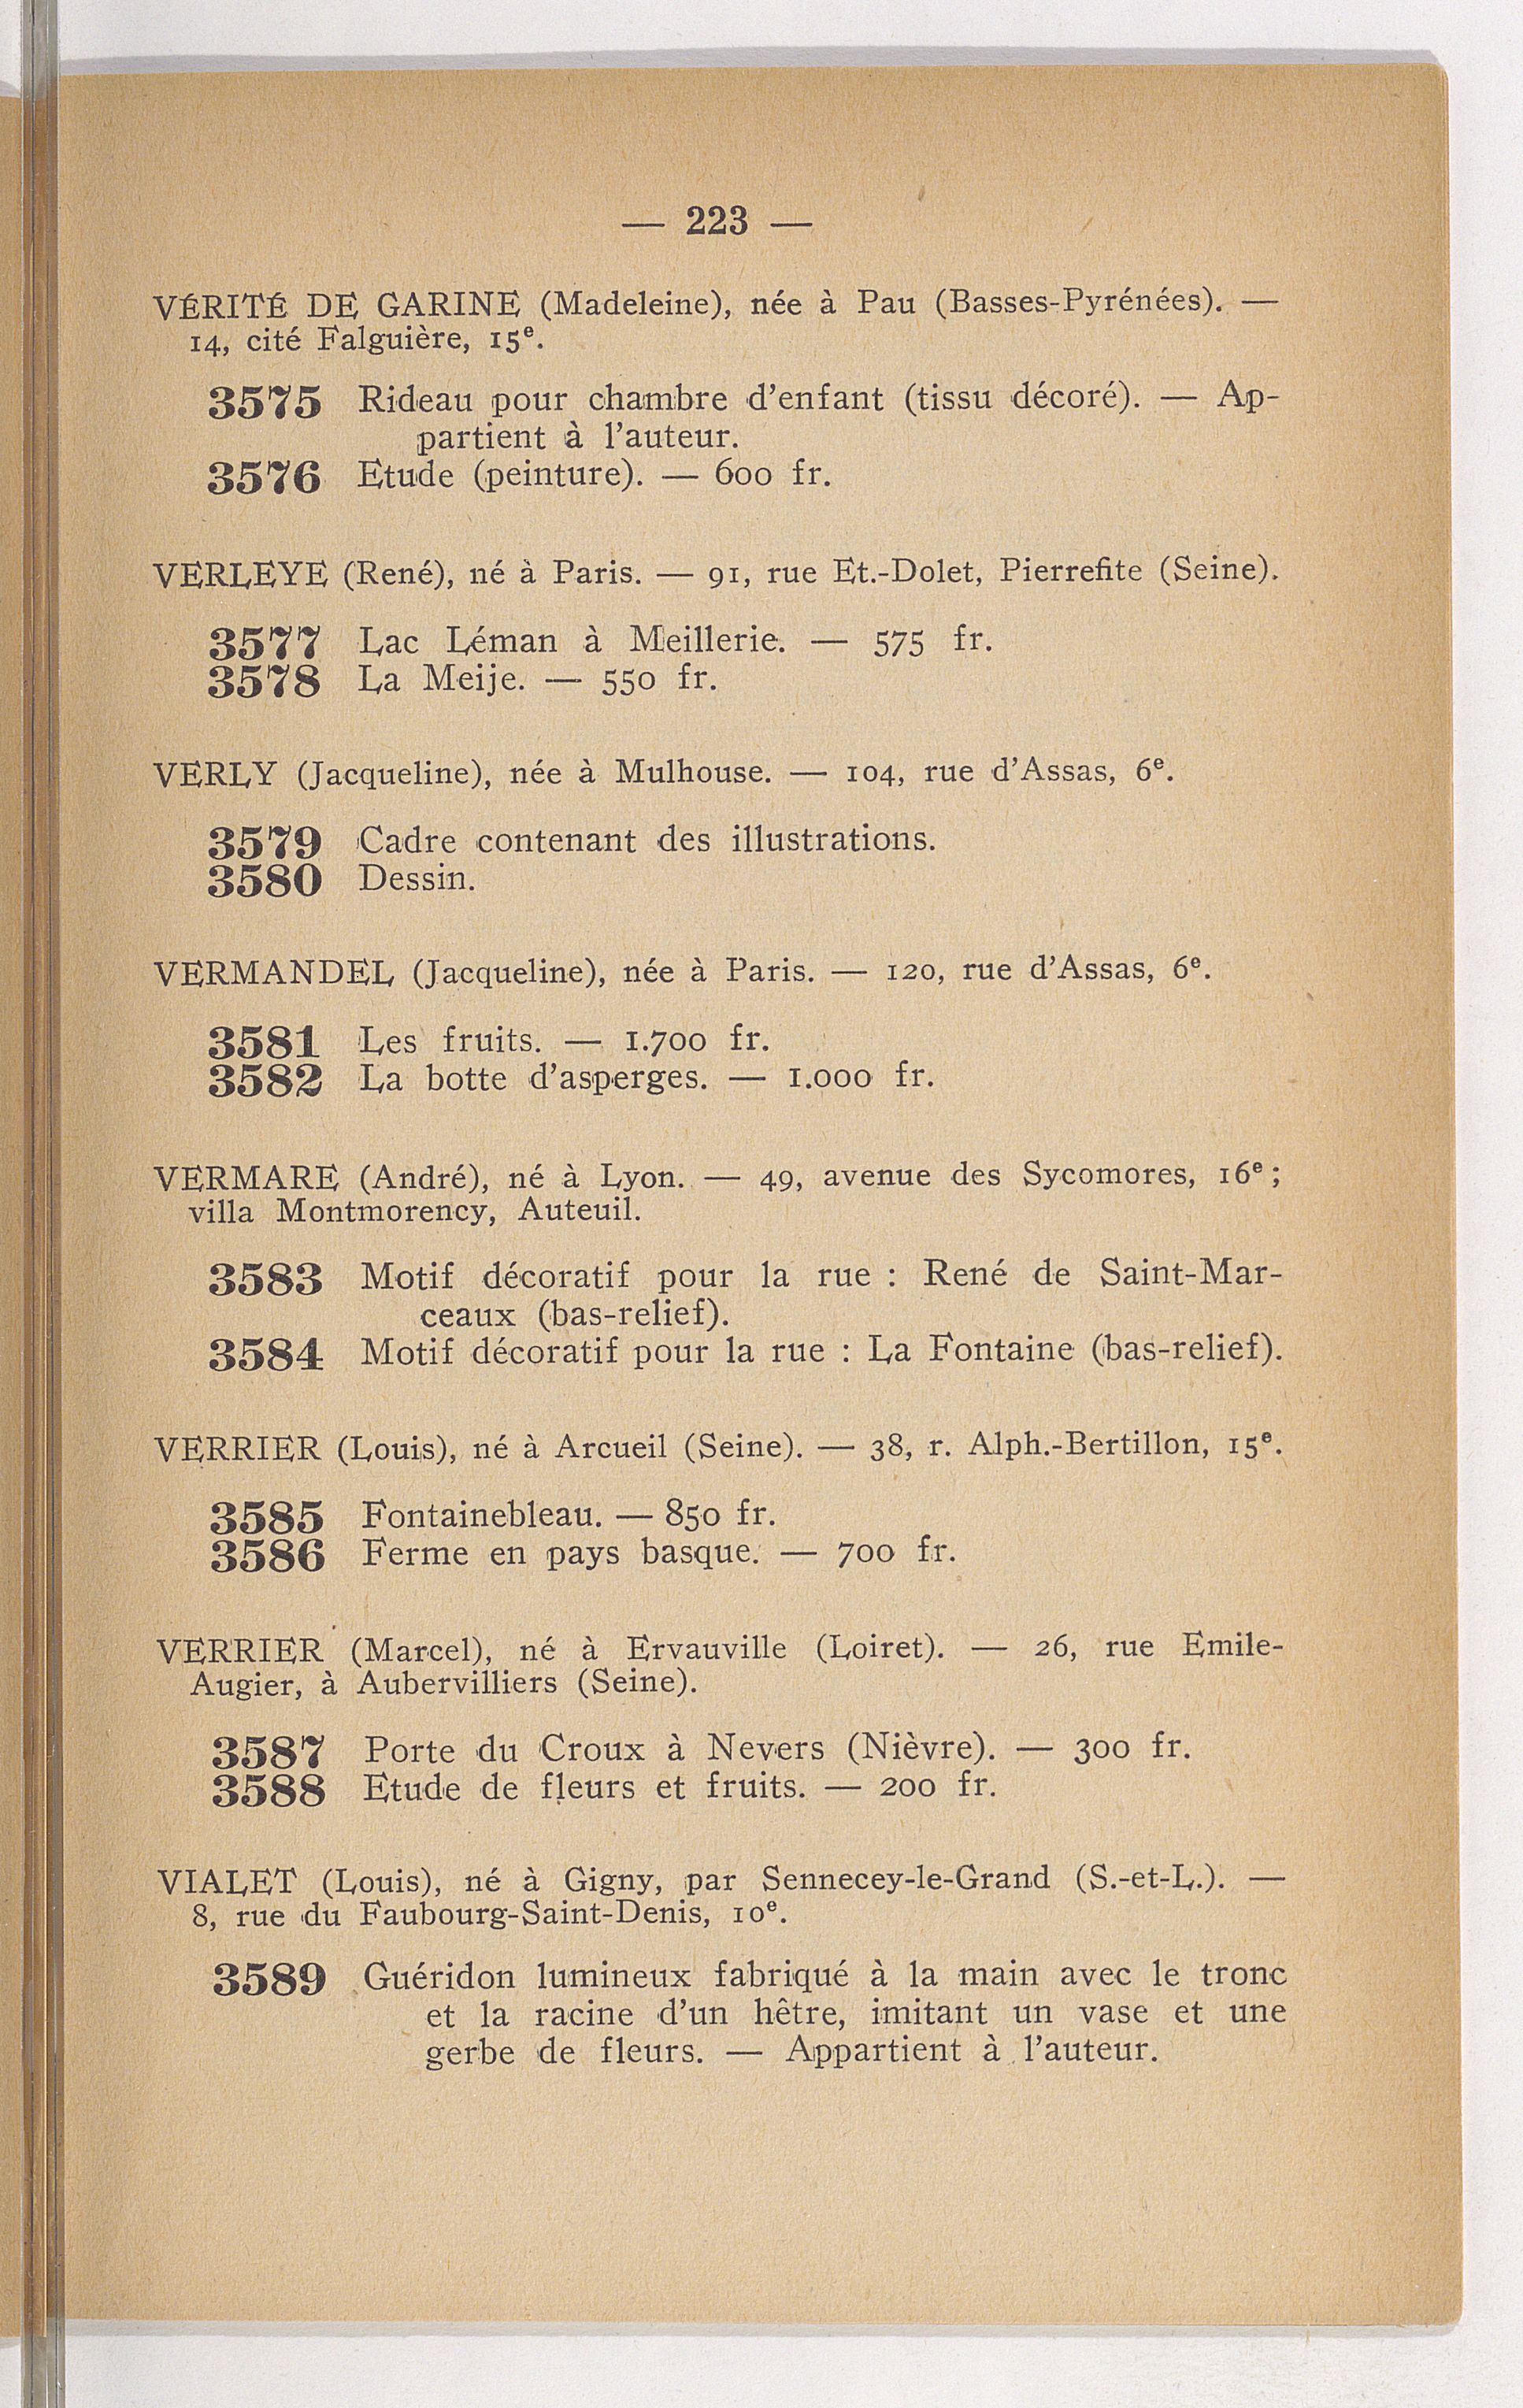 — 223 —
VÉRITÉ DE GARINE (Madeleine), née à Pau (Basses-Pyrénées). —
14, cité Falguière, 15e.
3575 Rideau pour chambre d'enfant (tissu décoré). — Ap-
partient à l'auteur.
3576 Etude (peinture). — 600 fr.
VERLEYE (René), né à Paris. — 91, rue Et.-Dolet, Pierrefite (Seine).
3577 Lac Léman à Meillerie. — 575 fr.
3578 La Meije. — 550 fr.
VERLY (Jacqueline), née à Mulhouse. — 104, rue d'Assas, 6e.
3579 Cadre contenant des illustrations.
3580 Dessin.
VERMANDEL (Jacqueline), née à Paris. — 120, rue d'Assas, 6e.
3581 Les fruits. — 1.700 fr.
3582 La botte d'asperges. — 1.000 fr.
VERMARE (André), né à Lyon. — 49, avenue des Sycomores, 16e;
villa Montmorency, Auteuil.
3583 Motif décoratif pour la rue : René de Saint-Mar-
ceaux (bas-relief).
3584 Motif décoratif pour la rue : La Fontaine (bas-relief).
VERRIER (Louis), né à Arcueil (Seine). — 38, r. Alph.-Bertillon, 15e.
3585 Fontainebleau. — 850 fr.
3586 Ferme en pays basque. — 700 fr.
VERRIER (Marcel), né à Ervauville (Loiret). — 26, rue Emile-
Augier, à Aubervilliers (Seine).
3587 Porte du Croux à Nevers (Nièvre). — 300 fr.
3588 Etude de fleurs et fruits. — 200 fr.
VIALET (Louis), né à Gigny, par Sennecey-le-Grand (S.-et-L.). —
8, rue du Faubourg-Saint-Denis, 10e.
3589 Guéridon lumineux fabriqué à la main avec le tronc
et la racine d'un hêtre, imitant un vase et une
gerbe de fleurs. — Appartient à l'auteur.